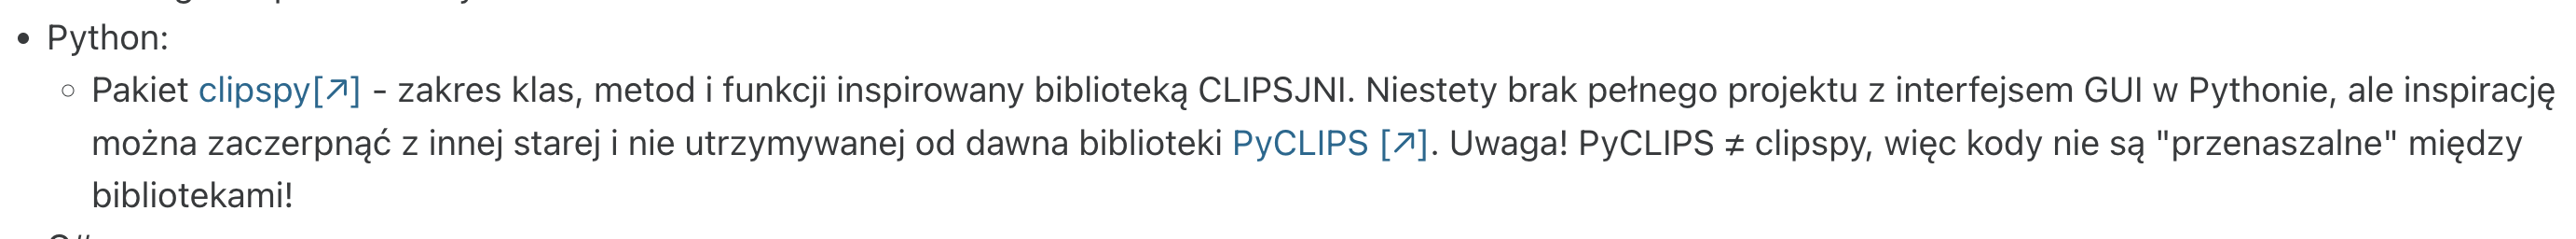 • Python:
◦ Pakiet clipspy[↗] - zakres klas, metod i funkcji inspirowany biblioteką CLIPSJNI. Niestety brak pełnego projektu z interfejsem GUI w Pythonie, ale inspirację
można zaczerpnąć z innej starej i nie utrzymywanej od dawna biblioteki PyCLIPS [↗]. Uwaga! PyCLIPS ≠ clipspy, więc kody nie są "przenaszalne" między
bibliotekami!